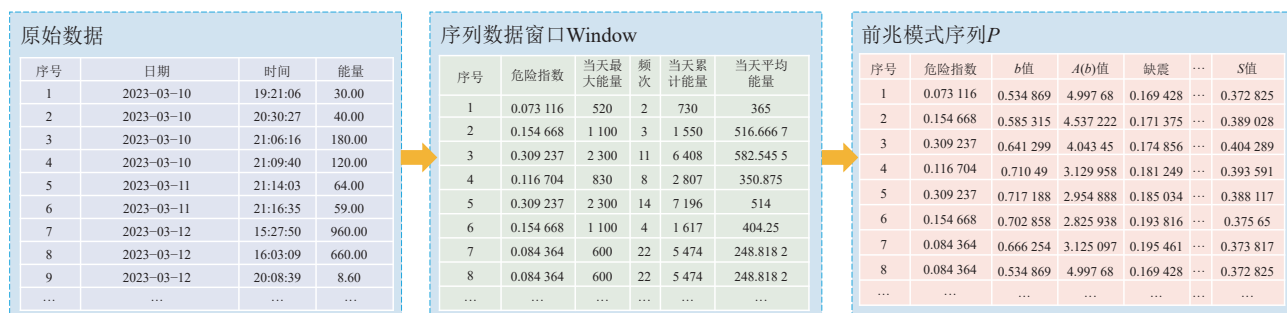 原始数据
序号 日期 时间 能量
1 2023-03-10 19:21:06 30.00
2 2023-03-10 20:30:27 40.00
3 2023-03-10 21:06:16 180.00
4 2023-03-10 21:09:40 120.00
5 2023-03-11 21:14:03 64.00
6 2023-03-11 21:16:35 59.00
7 2023-03-12 15:27:50 960.00
8 2023-03-12 16:03:09 660.00
9 2023-03-12 20:08:39 8.60
… … … …
序列数据窗口Window
序号 危险指数 当天最大能量 频次 当天累计能量 当天平均能量
1 0.073 116 520 2 730 365
2 0.154 668 1 100 3 1 550 516.666 7
3 0.309 237 2 300 11 6 408 582.545 5
4 0.116 704 830 8 2 807 350.875
5 0.309 237 2 300 14 7 196 514
6 0.154 668 1 100 4 1 617 404.25
7 0.084 364 600 22 5 474 248.818 2
8 0.084 364 600 22 5 474 248.818 2
… … … … … …
前兆模式序列P
序号 危险指数 b值 A(b)值 缺震 … S值
1 0.073 116 0.534 869 4.997 68 0.169 428 … 0.372 825
2 0.154 668 0.585 315 4.537 222 0.171 375 … 0.389 028
3 0.309 237 0.641 299 4.043 45 0.174 856 … 0.404 289
4 0.116 704 0.710 49 3.129 958 0.181 249 … 0.393 591
5 0.309 237 0.717 188 2.954 888 0.185 034 … 0.388 117
6 0.154 668 0.702 858 2.825 938 0.193 816 … 0.375 65
7 0.084 364 0.666 254 3.125 097 0.195 461 … 0.373 817
8 0.084 364 0.534 869 4.997 68 0.169 428 … 0.372 825
… … … … … … …